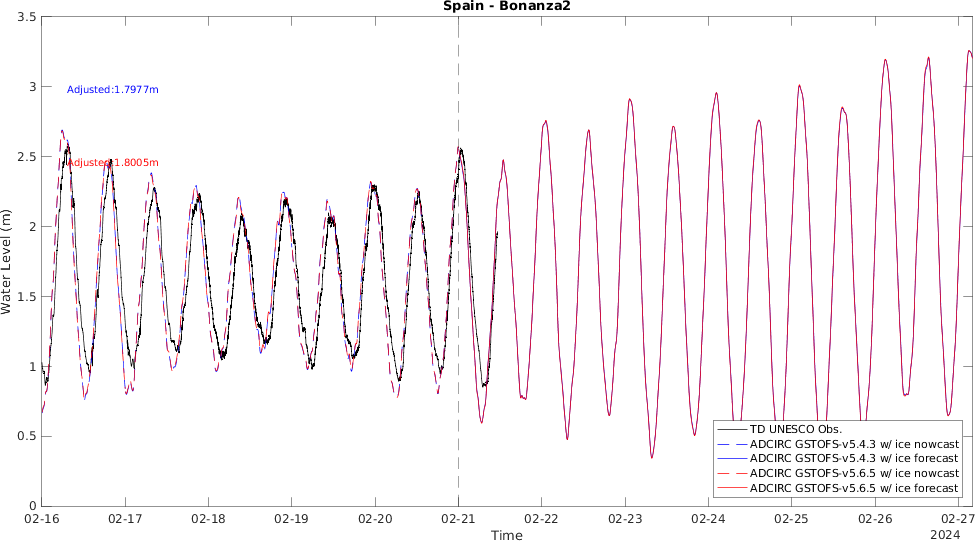 Spain - Bonanza2
3.5
3
2.5
2
1.5
1
0.5
0
Water Level (m)
Adjusted:1.7977m
Adjusted:1.8005m
TD UNESCO Obs.
ADCIRC GSTOFS-v5.4.3 w/ ice nowcast
ADCIRC GSTOFS-v5.4.3 w/ ice forecast
ADCIRC GSTOFS-v5.6.5 w/ ice nowcast
ADCIRC GSTOFS-v5.6.5 w/ ice forecast
02-16 02-17 02-18 02-19 02-20 02-21 02-22 02-23 02-24 02-25 02-26 02-27
Time
2024